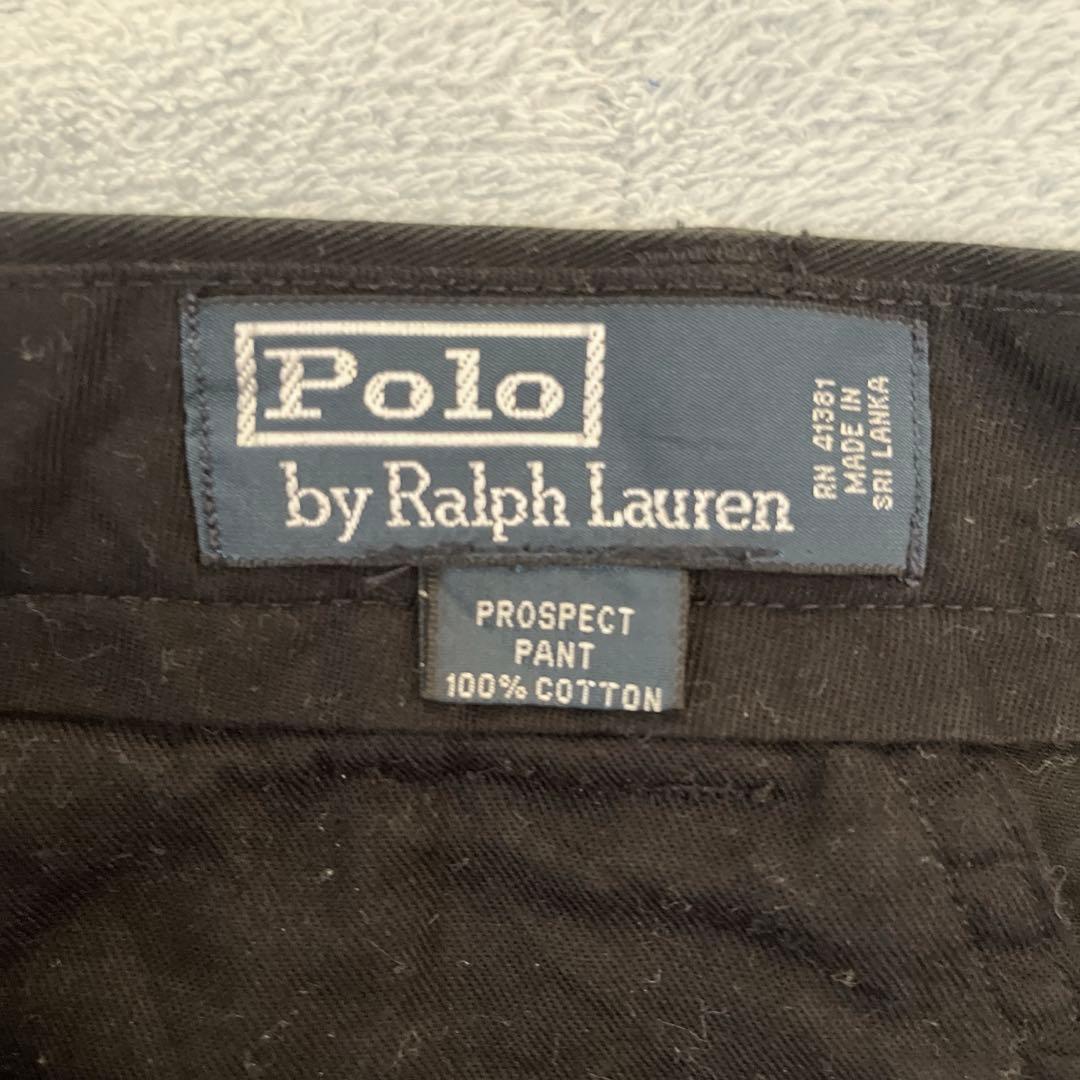 Polo
by Ralph Lauren
RN 41381
MADE IN
SRI LANKA
PROSPECT
PANT
100% COTTON